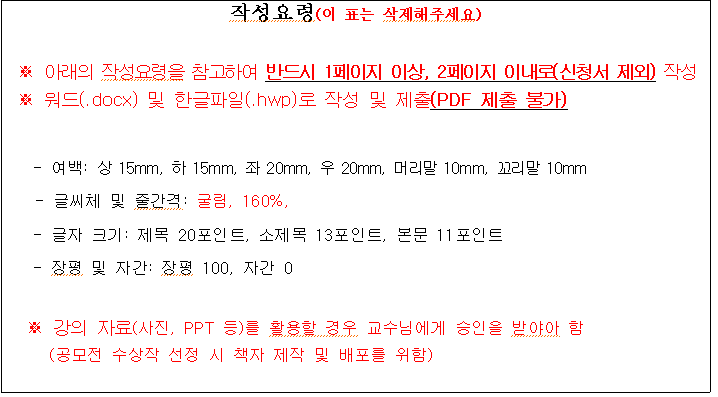 작성요령(이 표는 삭제해주세요)
※ 아래의 작성요령을 참고하여 반드시 1페이지 이상, 2페이지 이내로(신청서 제외) 작성
※ 워드(.docx) 및 한글파일(.hwp)로 작성 및 제출(PDF 제출 불가)
- 여백: 상 15mm, 하 15mm, 좌 20mm, 우 20mm, 머리말 10mm, 꼬리말 10mm
- 글씨체 및 줄간격: 굴림, 160%,
- 글자 크기: 제목 20포인트, 소제목 13포인트, 본문 11포인트
- 장평 및 자간: 장평 100, 자간 0
※ 강의 자료(사진, PPT 등)를 활용할 경우 교수님에게 승인을 받야아 함
(공모전 수상작 선정 시 책자 제작 및 배포를 위함)